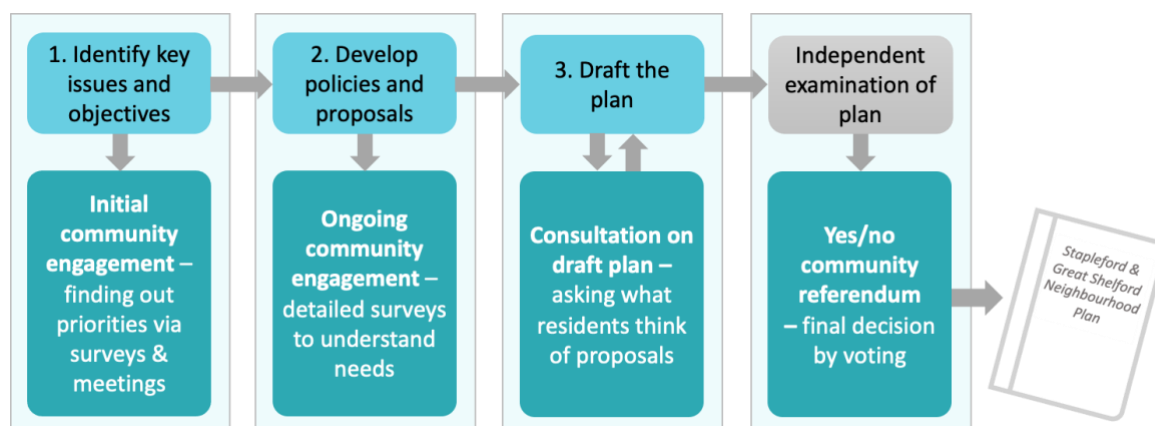 1. Identify key
issues and
objectives
2. Develop
policies and
proposals
3. Draft the
plan
Independent
examination of
plan
Initial
community
engagement –
finding out
priorities via
surveys &
meetings
Ongoing
community
engagement –
detailed surveys
to understand
needs
Consultation on
draft plan –
asking what
residents think
of proposals
Yes/no
community
referendum
– final decision
by voting
Stapleford &
Great Shelford
Neighbourhood
Plan